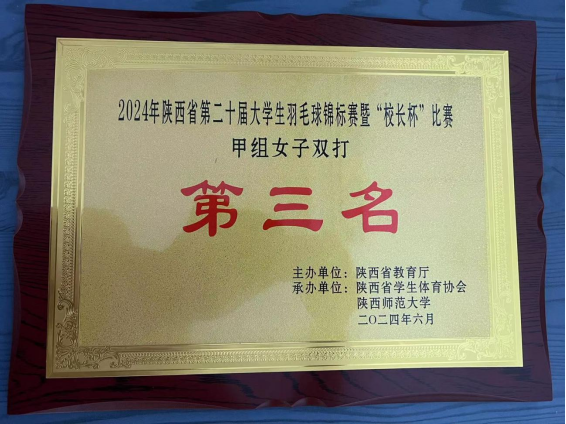 2024年陕西省第二十届大学生羽毛球锦标赛暨“校长杯”比赛
甲组女子双打
第三名
主办单位：陕西省教育厅
承办单位：陕西省学生体育协会
陕西师范大学
二〇二四年六月